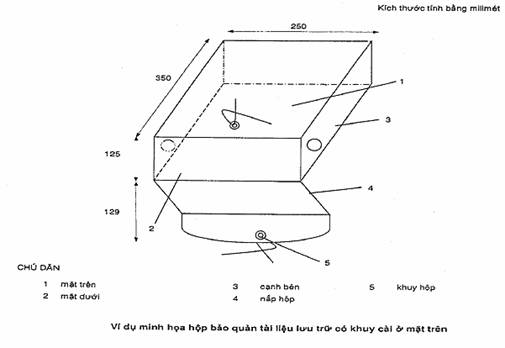 Kích thước tính bằng milimét
250
350
1
3
125
4
129
2
5
CHÚ DẪN
1 mặt trên 3 cạnh bên 5 khuy hộp
2 mặt dưới 4 nắp hộp
Ví dụ minh họa hộp bảo quản tài liệu lưu trữ có khuy cài ở mặt trên